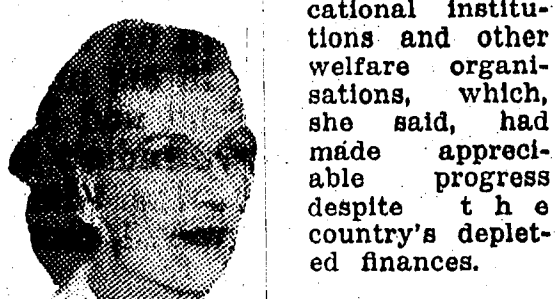 cational institu-
tions and other
welfare organi-
sations, which,
she said, had
made appreci-
able progress
despite the
country's deplet-
ed finances.